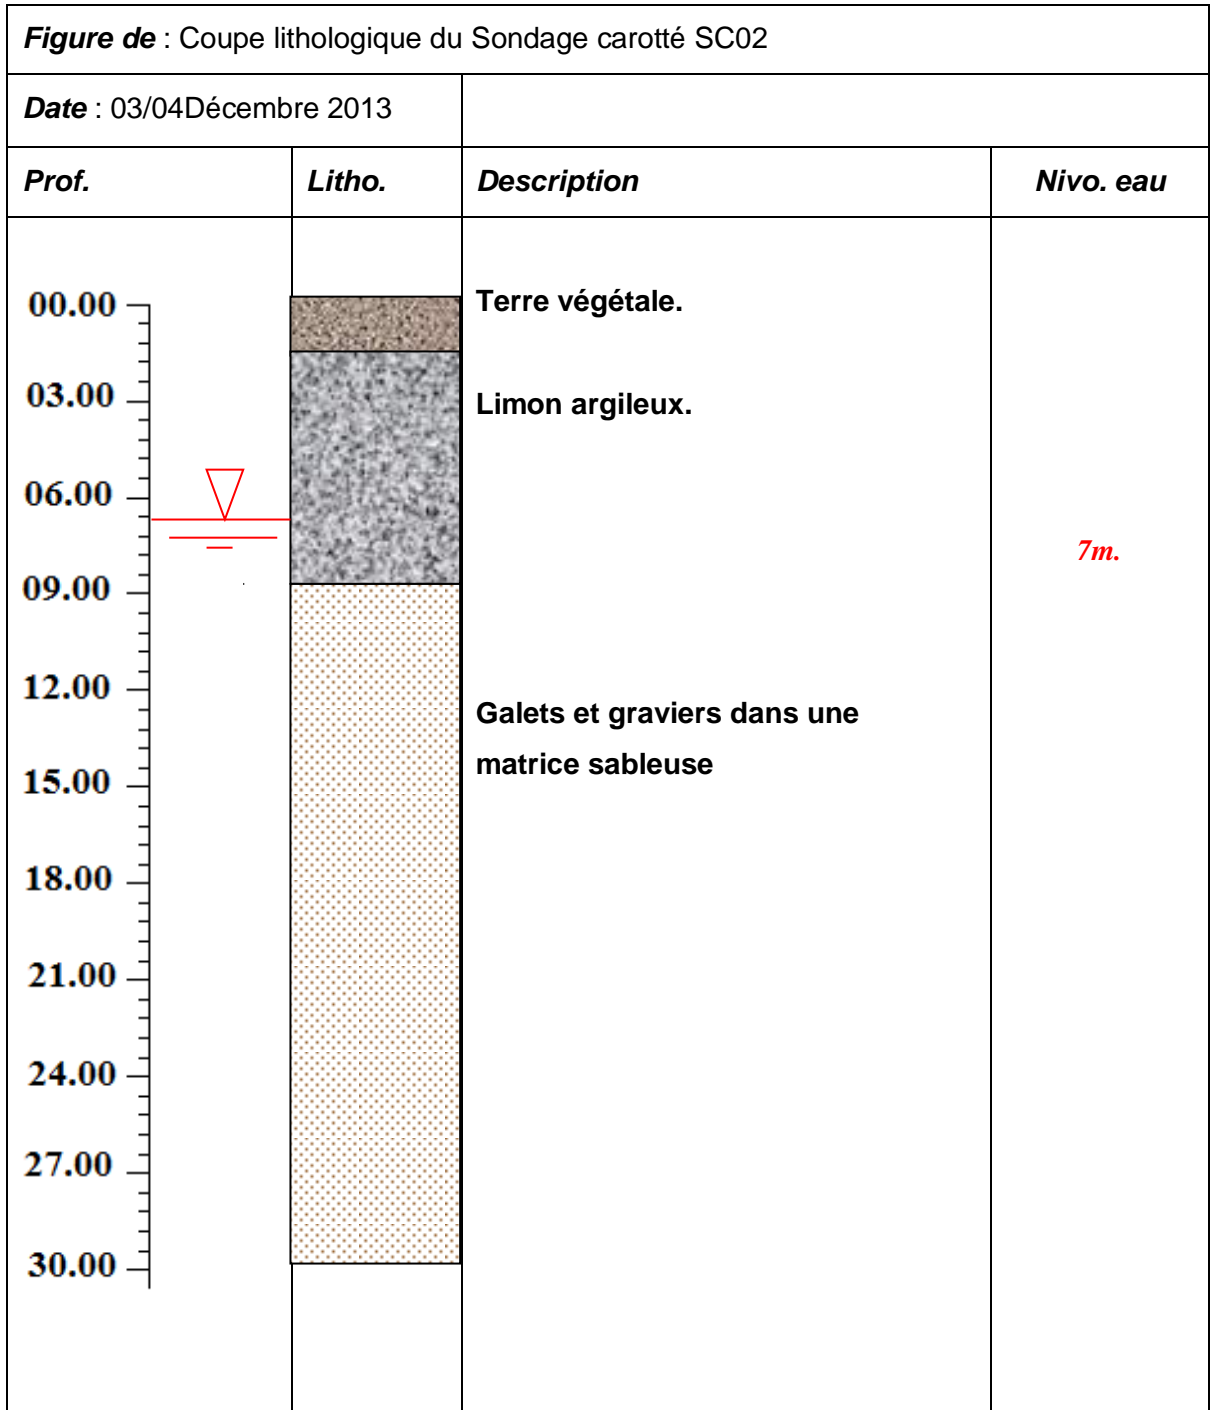 Figure de : Coupe lithologique du Sondage carotté SC02
Date : 03/04Décembre 2013
Prof. Litho. Description Nivo. eau
00.00 Terre végétale.
03.00 Limon argileux.
06.00
7m.
09.00
12.00
Galets et graviers dans une
matrice sableuse
15.00
18.00
21.00
24.00
27.00
30.00